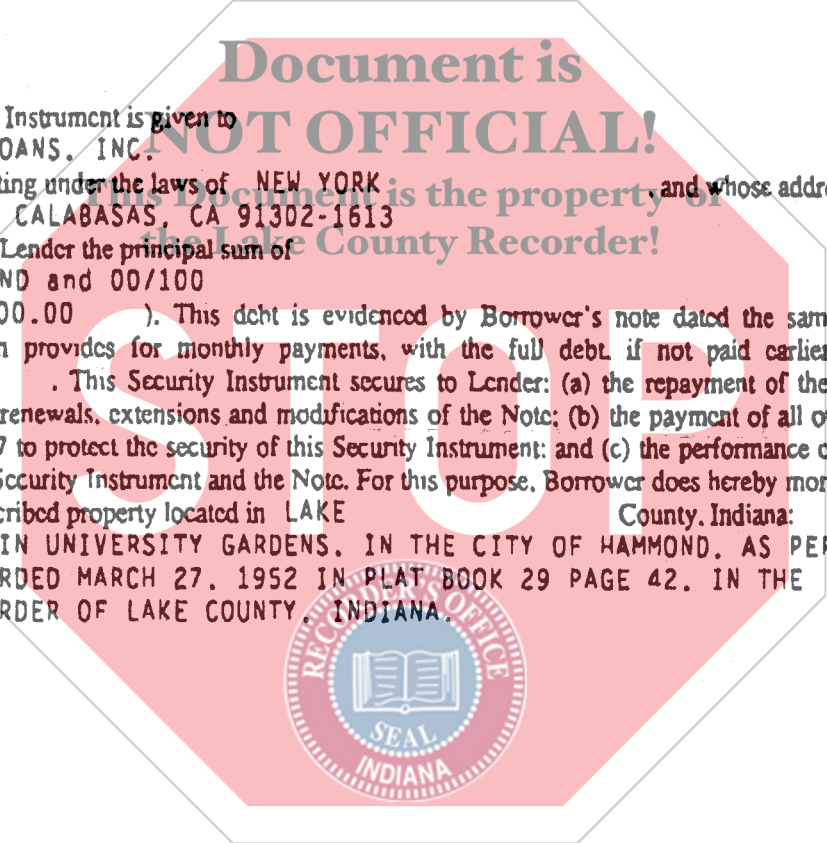 Document is
Instrument is given to
NOT OFFICIAL!
OANS. INC.
ting under the laws of NEW YORK , and whose addre
This Document is the property of
CALABASAS, CA 91302-1613
Lender the principal sum of
the Lake County Recorder!
ND and 00/100
00.00 ). This debt is evidenced by Borrower's note dated the sam
n provides for monthly payments, with the full debt, if not paid earlier
. This Security Instrument secures to Lender: (a) the repayment of the
renewals, extensions and modifications of the Note; (b) the payment of all o
7 to protect the security of this Security Instrument; and (c) the performance o
Security Instrument and the Note. For this purpose, Borrower does hereby mor
cribed property located in LAKE County, Indiana:
IN UNIVERSITY GARDENS, IN THE CITY OF HAMMOND, AS PER
RDED MARCH 27, 1952 IN PLAT BOOK 29 PAGE 42, IN THE
RDER OF LAKE COUNTY, INDIANA.
STOP
RECORDER'S OFFICE
SEAL
INDIANA